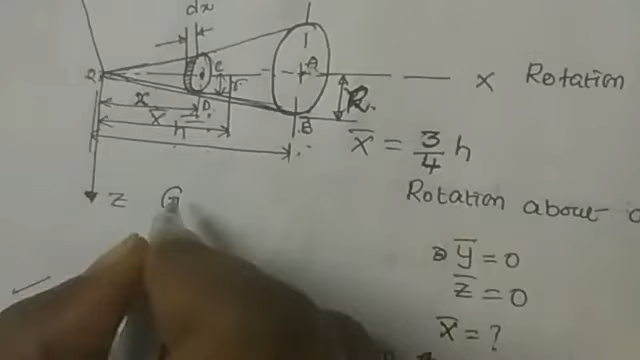 dx
x Rotation
R.
x
D
A
B
x̅
h
x̅ = 3/4 h
z G
Rotation about
y̅ = 0
z̅ = 0
x̅ = ?